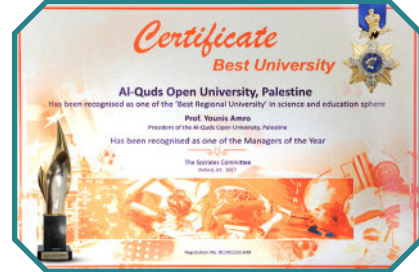 Certificate
Best University
Al-Quds Open University, Palestine
Has been recognised as one of the 'Best Regional University' in science and education sphere
Prof. Younis Amro
President of the Al-Quds Open University, Palestine
Has been recognised as one of the Managers of the Year
The Socrates Committee
Oxford, UK 2017
Registration No.